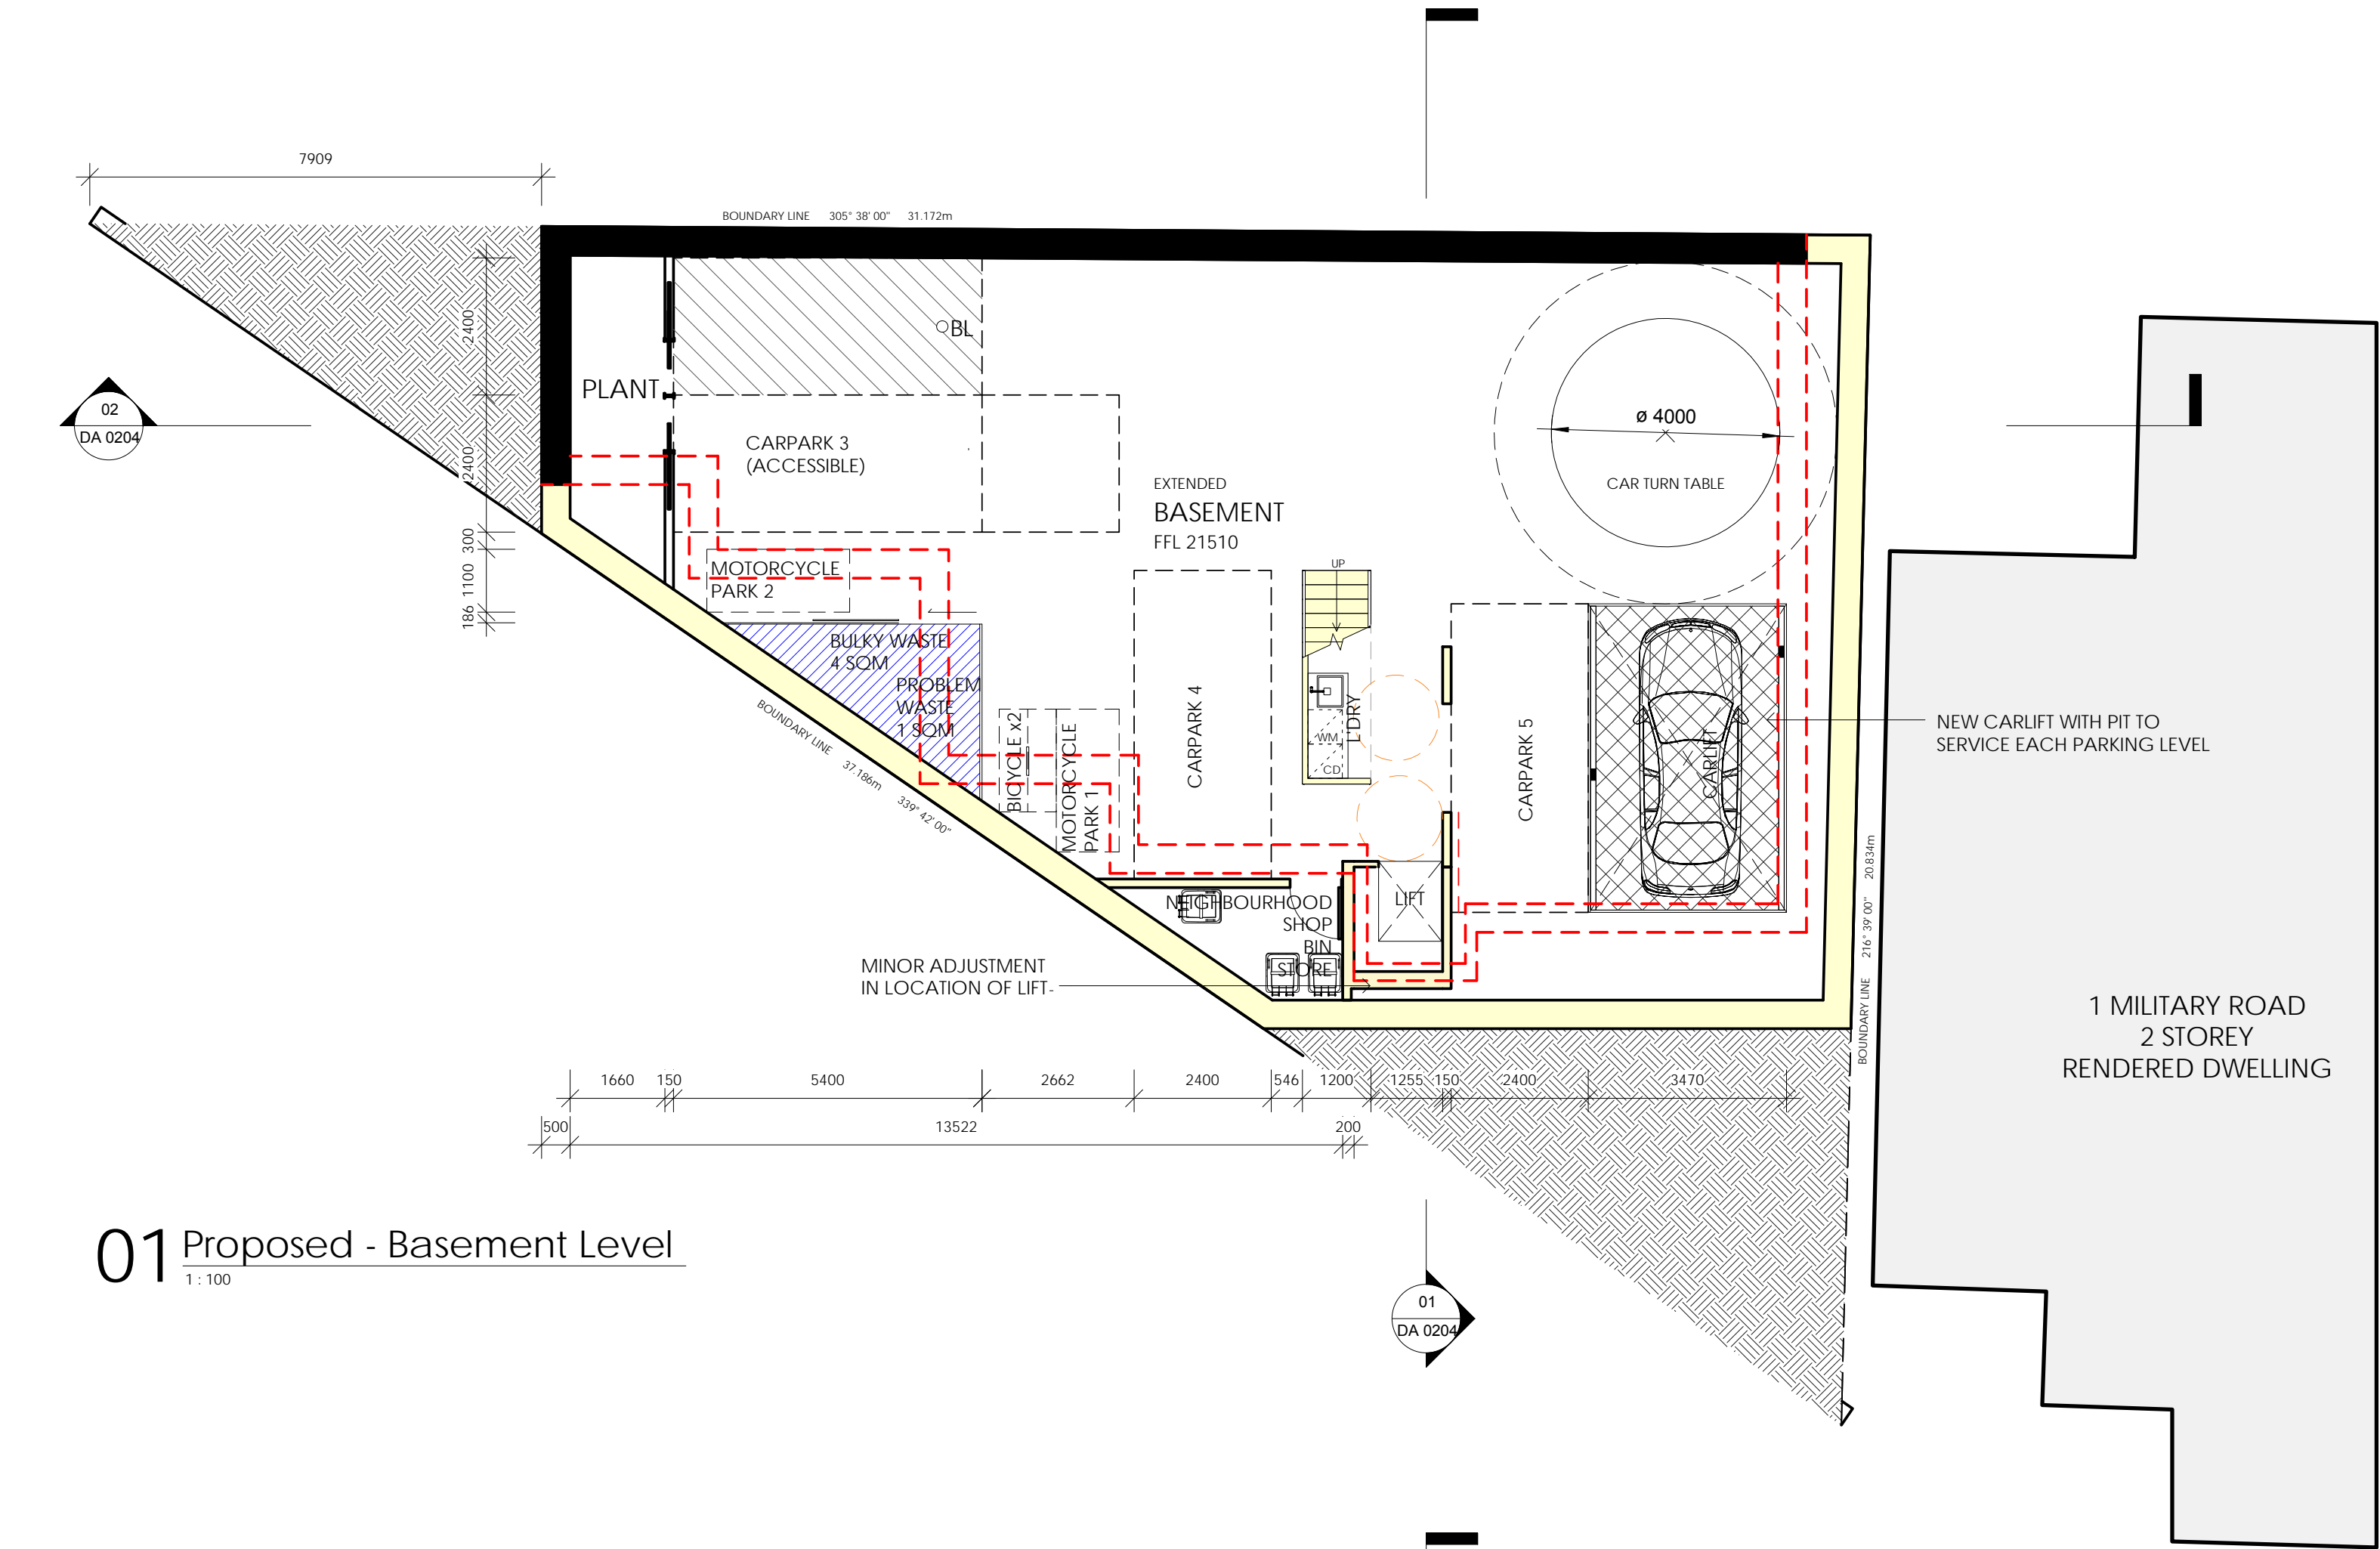 7909
BOUNDARY LINE 305° 38' 00" 31.172m
2400
2400
300
1100
186
02
DA 0204
PLANT
BL
CARPARK 3
(ACCESSIBLE)
ø 4000
CAR TURN TABLE
EXTENDED
BASEMENT
FFL 21510
MOTORCYCLE
PARK 2
UP
BULKY WASTE
4 SQM
PROBLEM
WASTE
1 SQM
BICYCLE x2
MOTORCYCLE
PARK 1
CARPARK 4
L'DRY
WM
CD
CARPARK 5
CARLIFT
NEW CARLIFT WITH PIT TO
SERVICE EACH PARKING LEVEL
BOUNDARY LINE 37.186m 339° 42' 00"
BOUNDARY LINE 216° 39' 00" 20.834m
NEIGHBOURHOOD
SHOP
BIN
STORE
LIFT
MINOR ADJUSTMENT
IN LOCATION OF LIFT
1 MILITARY ROAD
2 STOREY
RENDERED DWELLING
1660 150 5400 2662 2400 546 1200 1255 150 2400 3470
500 13522 200
01 Proposed - Basement Level
1 : 100
01
DA 0204